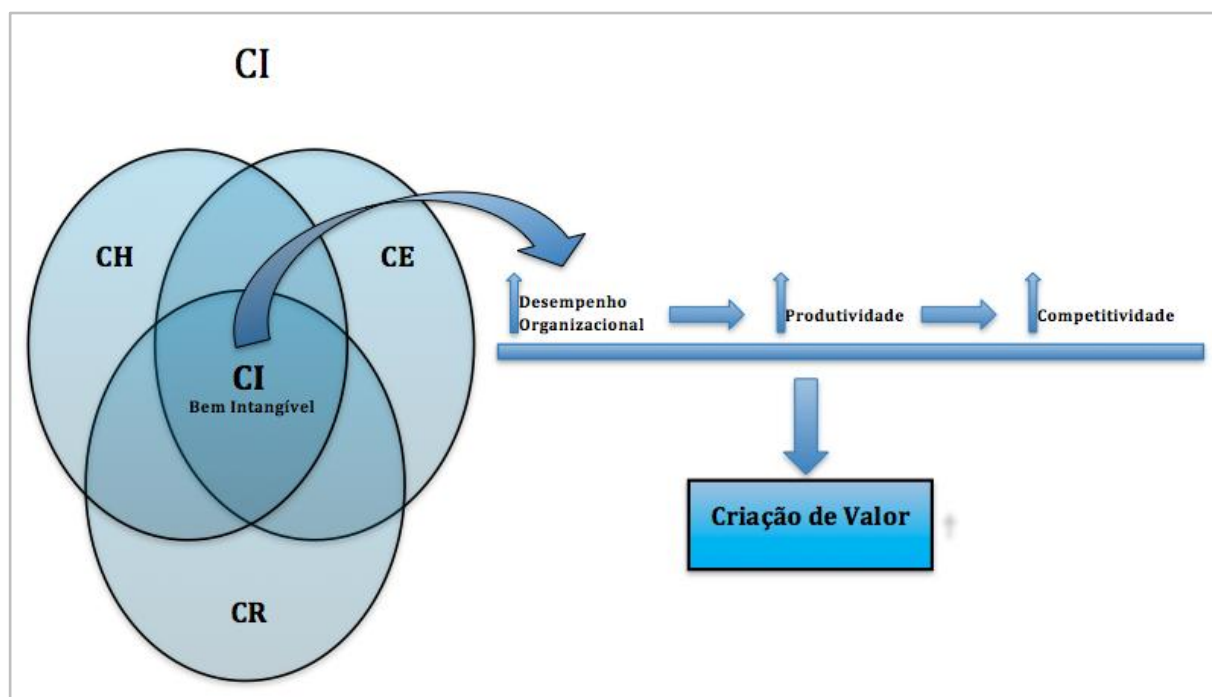 CI
CH
CE
CI
Bem Intangível
CR
Desempenho
Organizacional
Produtividade
Competitividade
Criação de Valor